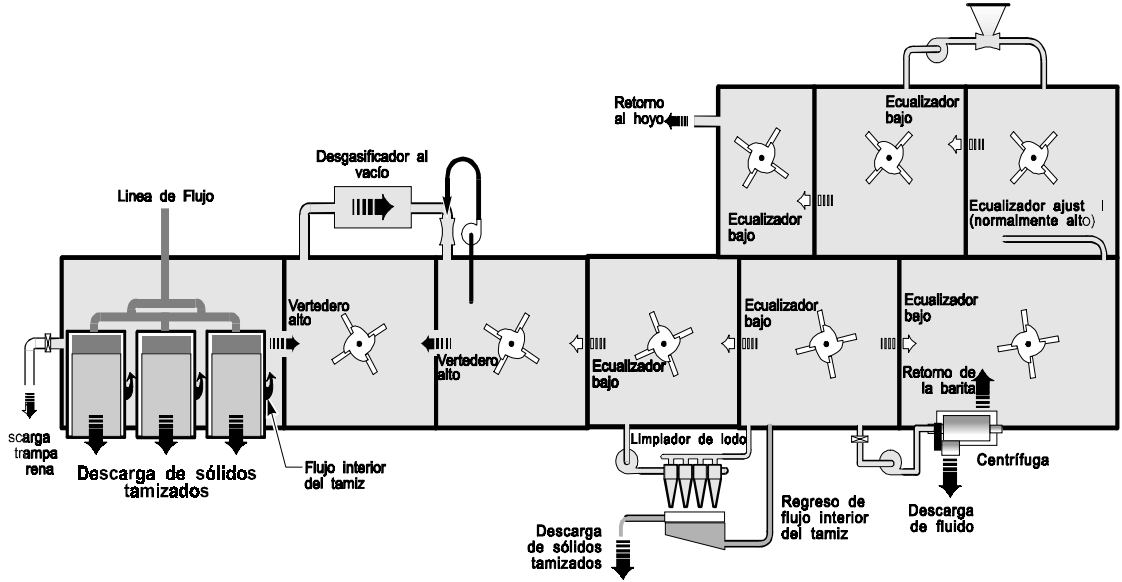 Retorno
al hoyo
Ecualizador
bajo
Desgasificador al
vacío
Linea de Flujo
Ecualizador
bajo
Ecualizador ajust
(normalmente alto)
Vertedero
alto
Vertedero
alto
Ecualizador
bajo
Ecualizador
bajo
Ecualizador
bajo
Retorno de
la barita
scarga
trampa
rena
Descarga de sólidos
tamizados
Flujo interior
del tamiz
Limpiador de lodo
Centrífuga
Regreso de
flujo interior
del tamiz
Descarga
de fluido
Descarga
de sólidos
tamizados